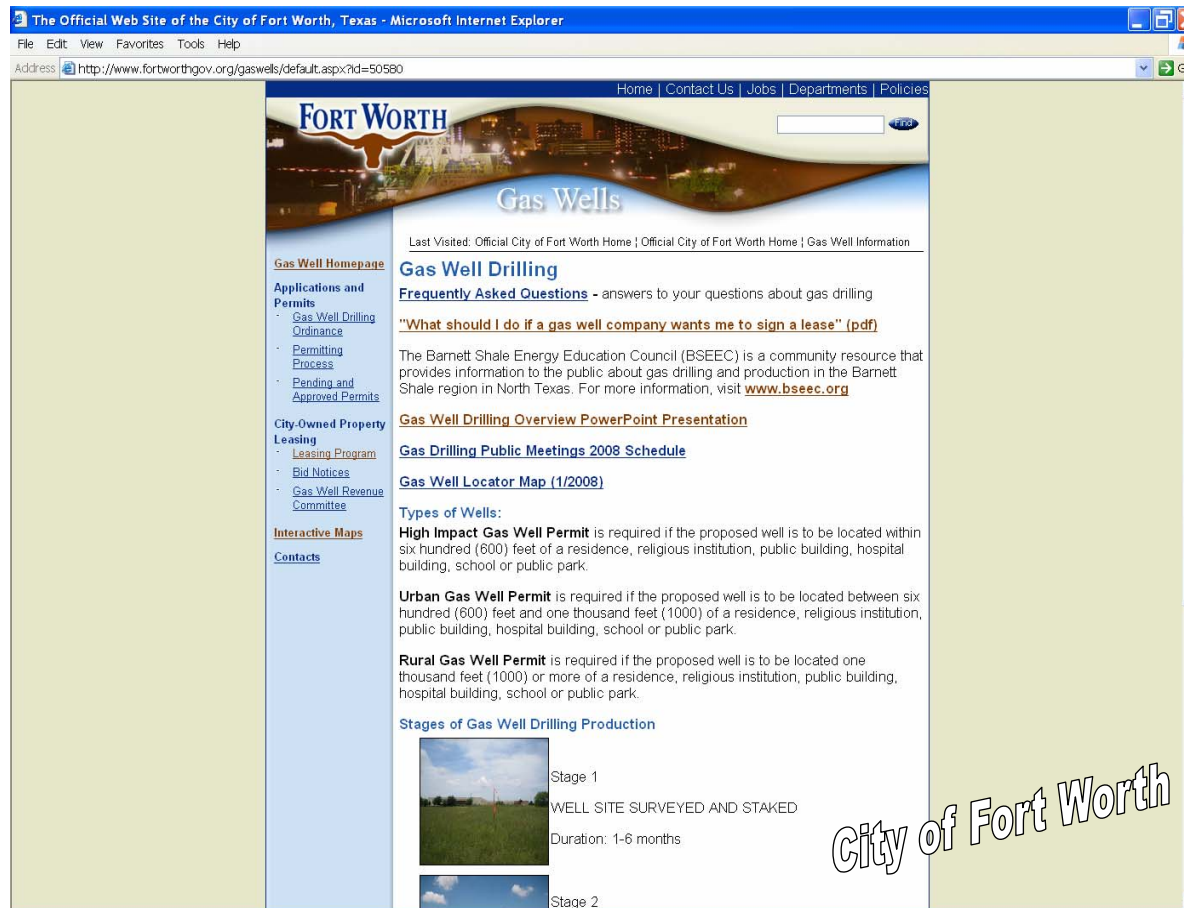 The Official Web Site of the City of Fort Worth, Texas - Microsoft Internet Explorer
File Edit View Favorites Tools Help
Address http://www.fortworthgov.org/gaswells/default.aspx?id=50580
Home | Contact Us | Jobs | Departments | Policies
FORT WORTH
Find
Gas Wells
Last Visited: Official City of Fort Worth Home ¦ Official City of Fort Worth Home ¦ Gas Well Information
Gas Well Homepage
Applications and
Permits
Gas Well Drilling
Ordinance
Permitting
Process
Pending and
Approved Permits
City-Owned Property
Leasing
Leasing Program
Bid Notices
Gas Well Revenue
Committee
Interactive Maps
Contacts
Gas Well Drilling
Frequently Asked Questions - answers to your questions about gas drilling
"What should I do if a gas well company wants me to sign a lease" (pdf)
The Barnett Shale Energy Education Council (BSEEC) is a community resource that
provides information to the public about gas drilling and production in the Barnett
Shale region in North Texas. For more information, visit www.bseec.org
Gas Well Drilling Overview PowerPoint Presentation
Gas Drilling Public Meetings 2008 Schedule
Gas Well Locator Map (1/2008)
Types of Wells:
High Impact Gas Well Permit is required if the proposed well is to be located within
six hundred (600) feet of a residence, religious institution, public building, hospital
building, school or public park.
Urban Gas Well Permit is required if the proposed well is to be located between six
hundred (600) feet and one thousand feet (1000) of a residence, religious institution,
public building, hospital building, school or public park.
Rural Gas Well Permit is required if the proposed well is to be located one
thousand feet (1000) or more of a residence, religious institution, public building,
hospital building, school or public park.
Stages of Gas Well Drilling Production
Stage 1
WELL SITE SURVEYED AND STAKED
Duration: 1-6 months
Stage 2
City of Fort Worth